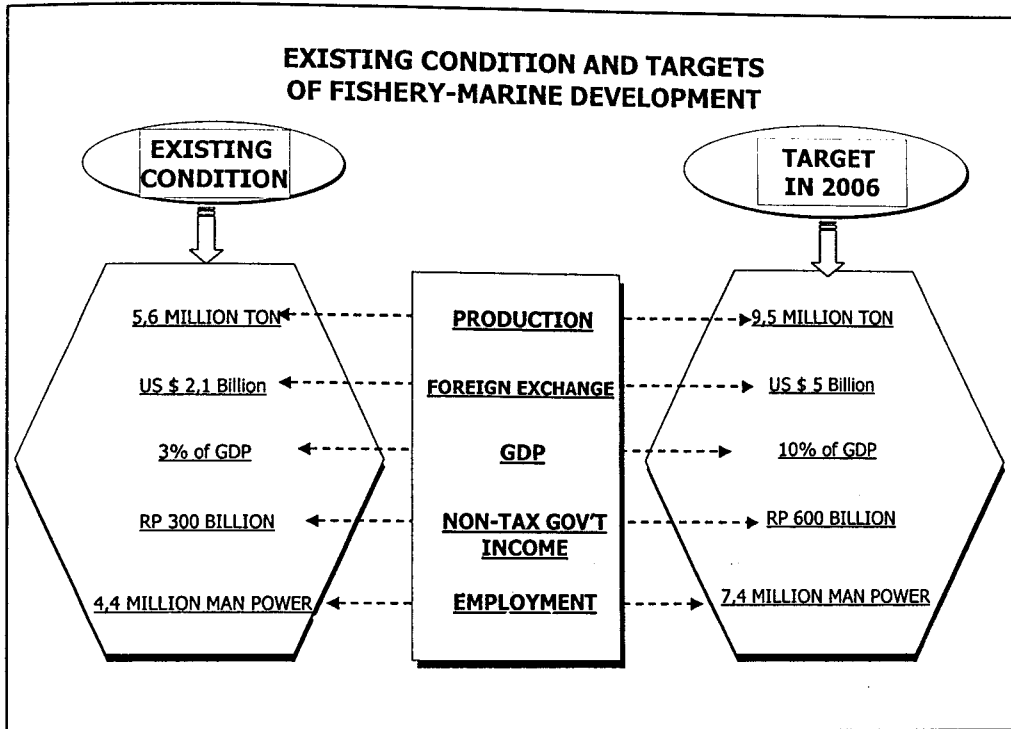 EXISTING CONDITION AND TARGETS
OF FISHERY-MARINE DEVELOPMENT
EXISTING
CONDITION
TARGET
IN 2006
5,6 MILLION TON
PRODUCTION
9,5 MILLION TON
US $ 2,1 Billion
FOREIGN EXCHANGE
US $ 5 Billion
3% of GDP
GDP
10% of GDP
RP 300 BILLION
NON-TAX GOV'T
INCOME
RP 600 BILLION
4,4 MILLION MAN POWER
EMPLOYMENT
7,4 MILLION MAN POWER